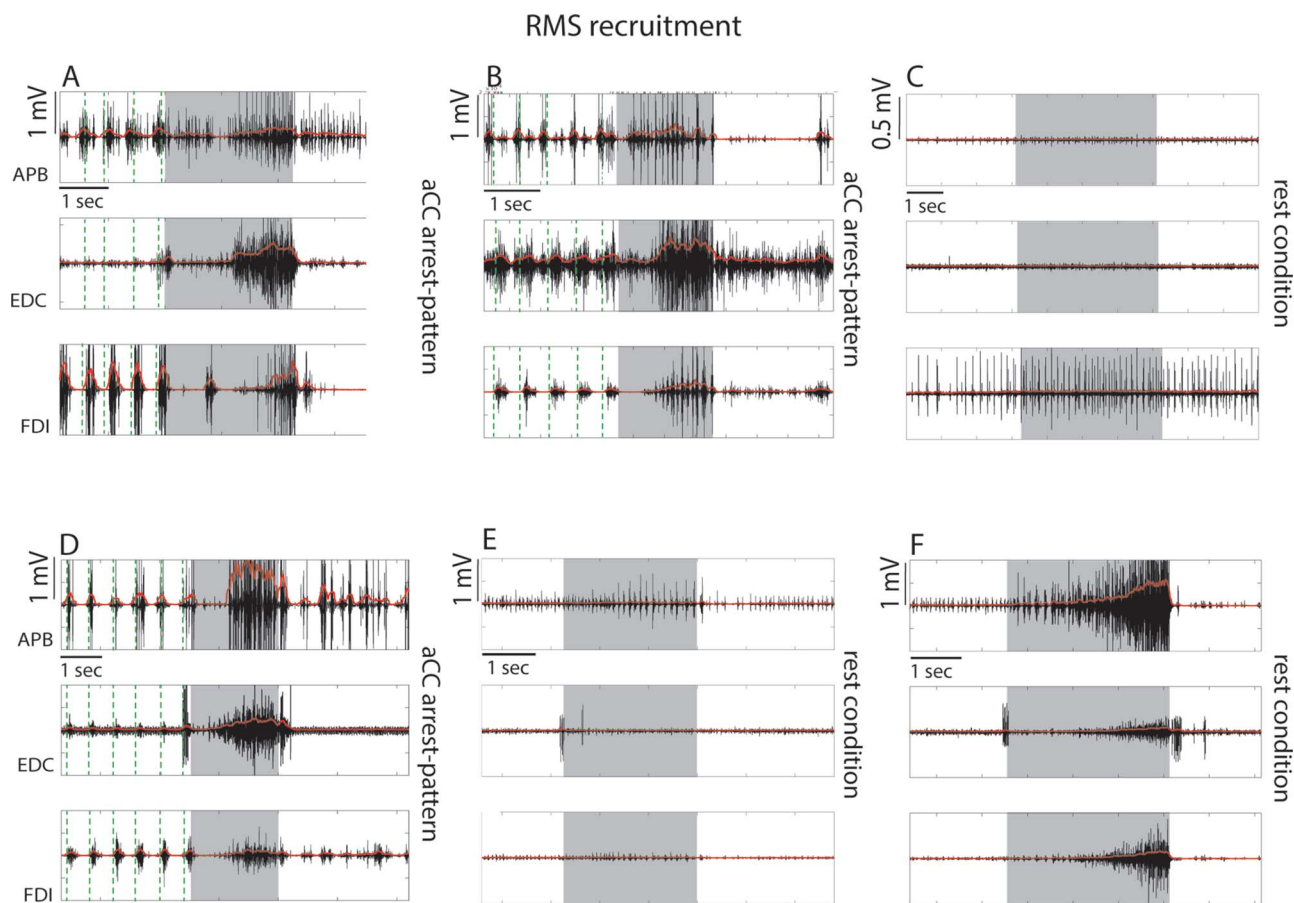 RMS recruitment
A
B
C
1 mV
1 mV
0.5 mV
APB
1 sec
1 sec
1 sec
EDC
FDI
aCC arrest-pattern
aCC arrest-pattern
rest condition
D
E
F
1 mV
1 mV
1 mV
APB
1 sec
1 sec
1 sec
EDC
FDI
aCC arrest-pattern
rest condition
rest condition